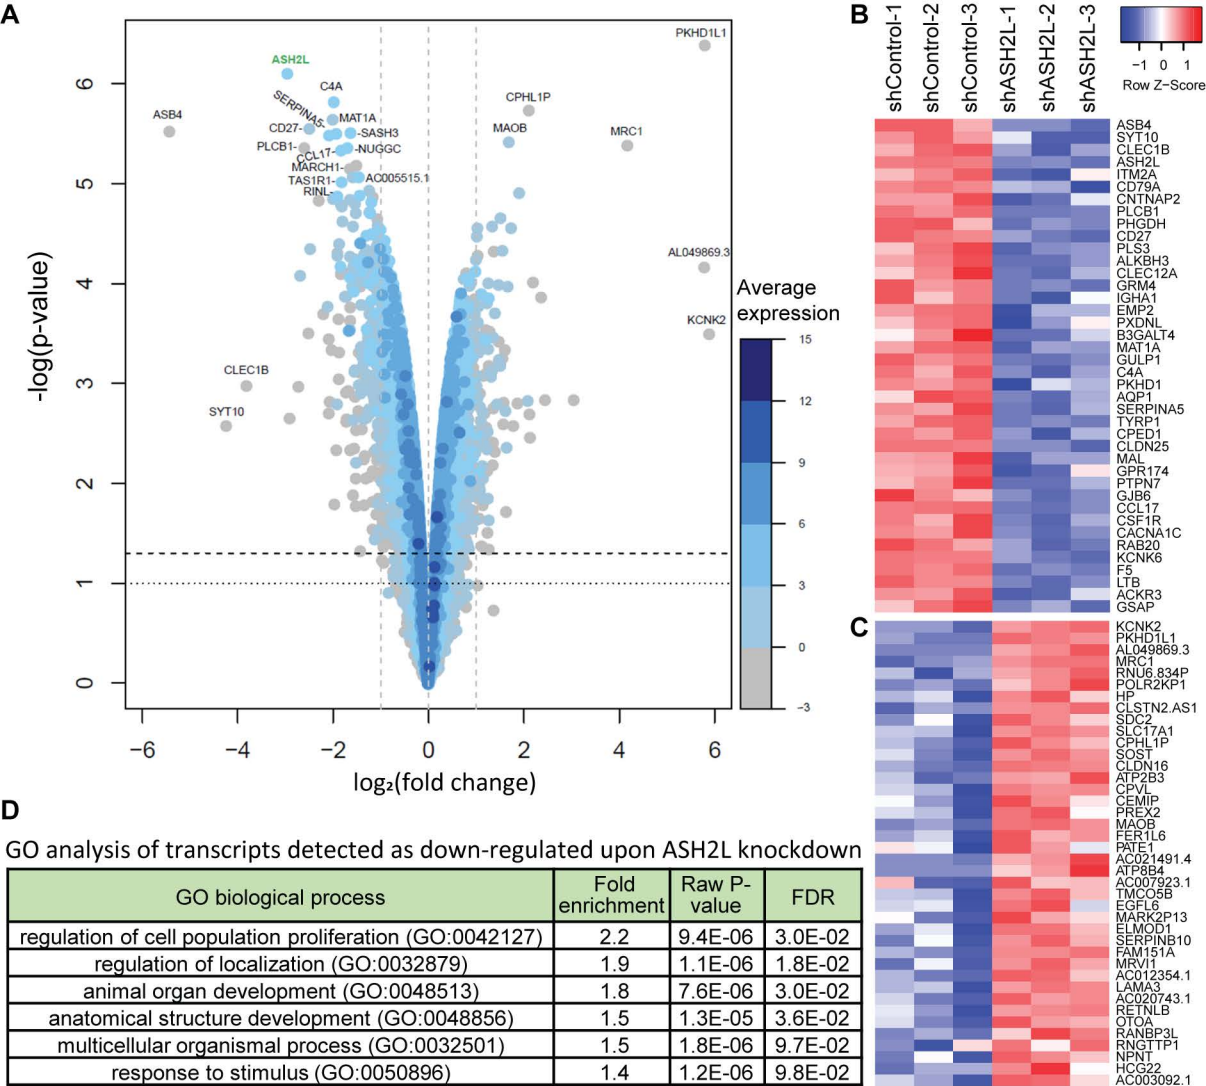 A
-log(p-value)
6
5
4
3
2
1
0
−6
−4
−2
0
2
4
6
log₂(fold change)
ASH2L
C4A
SERPINA5-
MAT1A
CD27-
-SASH3
PLCB1-
CCL17-
-NUGGC
MARCH1-
TAS1R1-
AC005515.1
RINL-
ASB4
CLEC1B
SYT10
PKHD1L1
CPHL1P
MAOB
MRC1
AL049869.3
KCNK2
Average
expression
15
12
9
6
3
0
−3
B
shControl-1
shControl-2
shControl-3
shASH2L-1
shASH2L-2
shASH2L-3
−1 0 1
Row Z−Score
ASB4
SYT10
CLEC1B
ASH2L
ITM2A
CD79A
CNTNAP2
PLCB1
PHGDH
CD27
PLS3
ALKBH3
CLEC12A
GRM4
IGHA1
EMP2
PXDNL
B3GALT4
MAT1A
GULP1
C4A
PKHD1
AQP1
SERPINA5
TYRP1
CPED1
CLDN25
MAL
GPR174
PTPN7
GJB6
CCL17
CSF1R
CACNA1C
RAB20
KCNK6
F5
LTB
ACKR3
GSAP
C
KCNK2
PKHD1L1
AL049869.3
MRC1
RNU6.834P
POLR2KP1
HP
CLSTN2.AS1
SDC2
SLC17A1
CPHL1P
SOST
CLDN16
ATP2B3
CPVL
CEMIP
PREX2
MAOB
FER1L6
PATE1
AC021491.4
ATP8B4
AC007923.1
TMCO5B
EGFL6
MARK2P13
ELMOD1
SERPINB10
FAM151A
MRVI1
AC012354.1
LAMA3
AC020743.1
RETNLB
OTOA
RANBP3L
RNGTTP1
NPNT
HCG22
AC003092.1
D
GO analysis of transcripts detected as down-regulated upon ASH2L knockdown
GO biological process
Fold
enrichment
Raw P-
value
FDR
regulation of cell population proliferation (GO:0042127) 2.2 9.4E-06 3.0E-02
regulation of localization (GO:0032879) 1.9 1.1E-06 1.8E-02
animal organ development (GO:0048513) 1.8 7.6E-06 3.0E-02
anatomical structure development (GO:0048856) 1.5 1.3E-05 3.6E-02
multicellular organismal process (GO:0032501) 1.5 1.8E-06 9.7E-02
response to stimulus (GO:0050896) 1.4 1.2E-06 9.8E-02